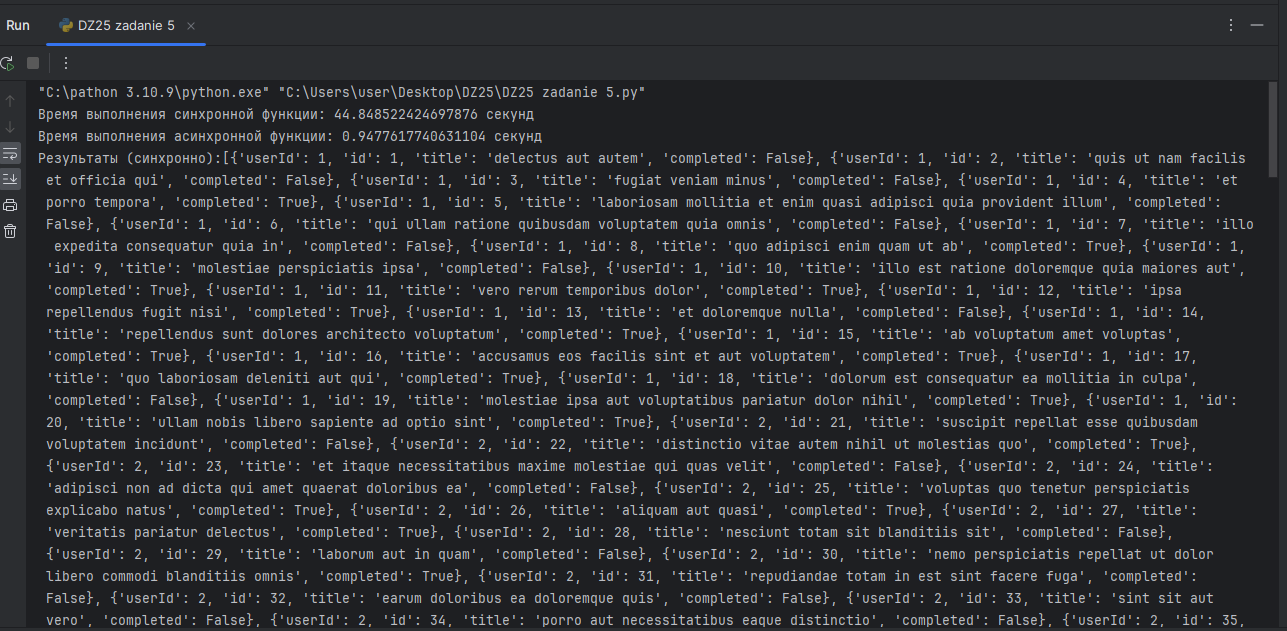 Run
DZ25 zadanie 5
"C:\pathon 3.10.9\python.exe" "C:\Users\user\Desktop\DZ25\DZ25 zadanie 5.py"
Время выполнения синхронной функции: 44.848522424697876 секунд
Время выполнения асинхронной функции: 0.9477617740631104 секунд
Результаты (синхронно):[{'userId': 1, 'id': 1, 'title': 'delectus aut autem', 'completed': False}, {'userId': 1, 'id': 2, 'title': 'quis ut nam facilis
et officia qui', 'completed': False}, {'userId': 1, 'id': 3, 'title': 'fugiat veniam minus', 'completed': False}, {'userId': 1, 'id': 4, 'title': 'et
porro tempora', 'completed': True}, {'userId': 1, 'id': 5, 'title': 'laboriosam mollitia et enim quasi adipisci quia provident illum', 'completed':
False}, {'userId': 1, 'id': 6, 'title': 'qui ullam ratione quibusdam voluptatem quia omnis', 'completed': False}, {'userId': 1, 'id': 7, 'title': 'illo
expedita consequatur quia in', 'completed': False}, {'userId': 1, 'id': 8, 'title': 'quo adipisci enim quam ut ab', 'completed': True}, {'userId': 1,
'id': 9, 'title': 'molestiae perspiciatis ipsa', 'completed': False}, {'userId': 1, 'id': 10, 'title': 'illo est ratione doloremque quia maiores aut',
'completed': True}, {'userId': 1, 'id': 11, 'title': 'vero rerum temporibus dolor', 'completed': True}, {'userId': 1, 'id': 12, 'title': 'ipsa
repellendus fugit nisi', 'completed': True}, {'userId': 1, 'id': 13, 'title': 'et doloremque nulla', 'completed': False}, {'userId': 1, 'id': 14,
'title': 'repellendus sunt dolores architecto voluptatum', 'completed': True}, {'userId': 1, 'id': 15, 'title': 'ab voluptatum amet voluptas',
'completed': True}, {'userId': 1, 'id': 16, 'title': 'accusamus eos facilis sint et aut voluptatem', 'completed': True}, {'userId': 1, 'id': 17,
'title': 'quo laboriosam deleniti aut qui', 'completed': True}, {'userId': 1, 'id': 18, 'title': 'dolorum est consequatur ea mollitia in culpa',
'completed': False}, {'userId': 1, 'id': 19, 'title': 'molestiae ipsa aut voluptatibus pariatur dolor nihil', 'completed': True}, {'userId': 1, 'id':
20, 'title': 'ullam nobis libero sapiente ad optio sint', 'completed': True}, {'userId': 2, 'id': 21, 'title': 'suscipit repellat esse quibusdam
voluptatem incidunt', 'completed': False}, {'userId': 2, 'id': 22, 'title': 'distinctio vitae autem nihil ut molestias quo', 'completed': True},
{'userId': 2, 'id': 23, 'title': 'et itaque necessitatibus maxime molestiae qui quas velit', 'completed': False}, {'userId': 2, 'id': 24, 'title':
'adipisci non ad dicta qui amet quaerat doloribus ea', 'completed': False}, {'userId': 2, 'id': 25, 'title': 'voluptas quo tenetur perspiciatis
explicabo natus', 'completed': True}, {'userId': 2, 'id': 26, 'title': 'aliquam aut quasi', 'completed': True}, {'userId': 2, 'id': 27, 'title':
'veritatis pariatur delectus', 'completed': True}, {'userId': 2, 'id': 28, 'title': 'nesciunt totam sit blanditiis sit', 'completed': False},
{'userId': 2, 'id': 29, 'title': 'laborum aut in quam', 'completed': False}, {'userId': 2, 'id': 30, 'title': 'nemo perspiciatis repellat ut dolor
libero commodi blanditiis omnis', 'completed': True}, {'userId': 2, 'id': 31, 'title': 'repudiandae totam in est sint facere fuga', 'completed':
False}, {'userId': 2, 'id': 32, 'title': 'earum doloribus ea doloremque quis', 'completed': False}, {'userId': 2, 'id': 33, 'title': 'sint sit aut
vero', 'completed': False}, {'userId': 2, 'id': 34, 'title': 'porro aut necessitatibus eaque distinctio', 'completed': False}, {'userId': 2, 'id': 35,